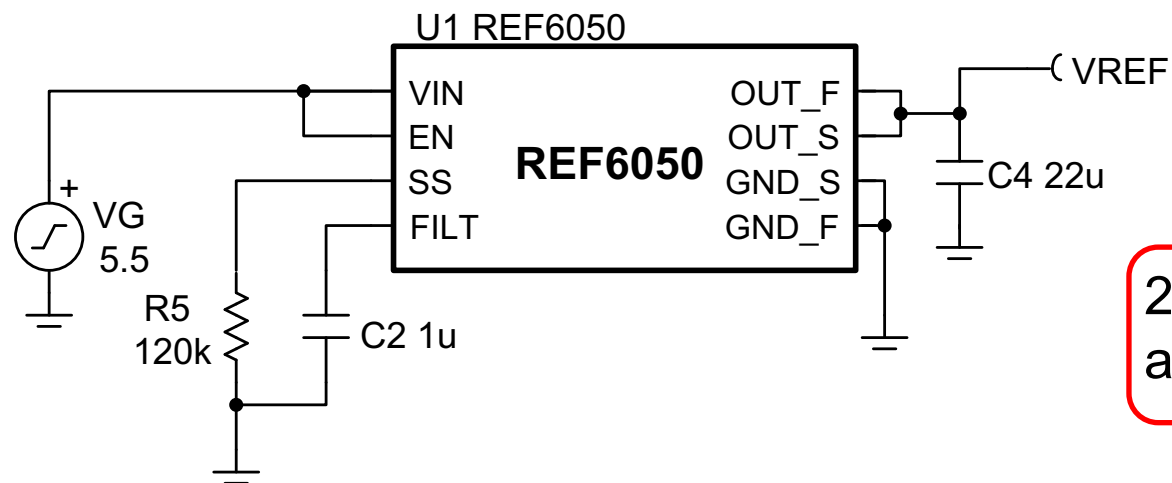 U1 REF6050
VIN
EN
SS
FILT
REF6050
OUT_F
OUT_S
GND_S
GND_F
VREF
C4 22u
+
VG
5.5
R5
120k
C2 1u
2
a